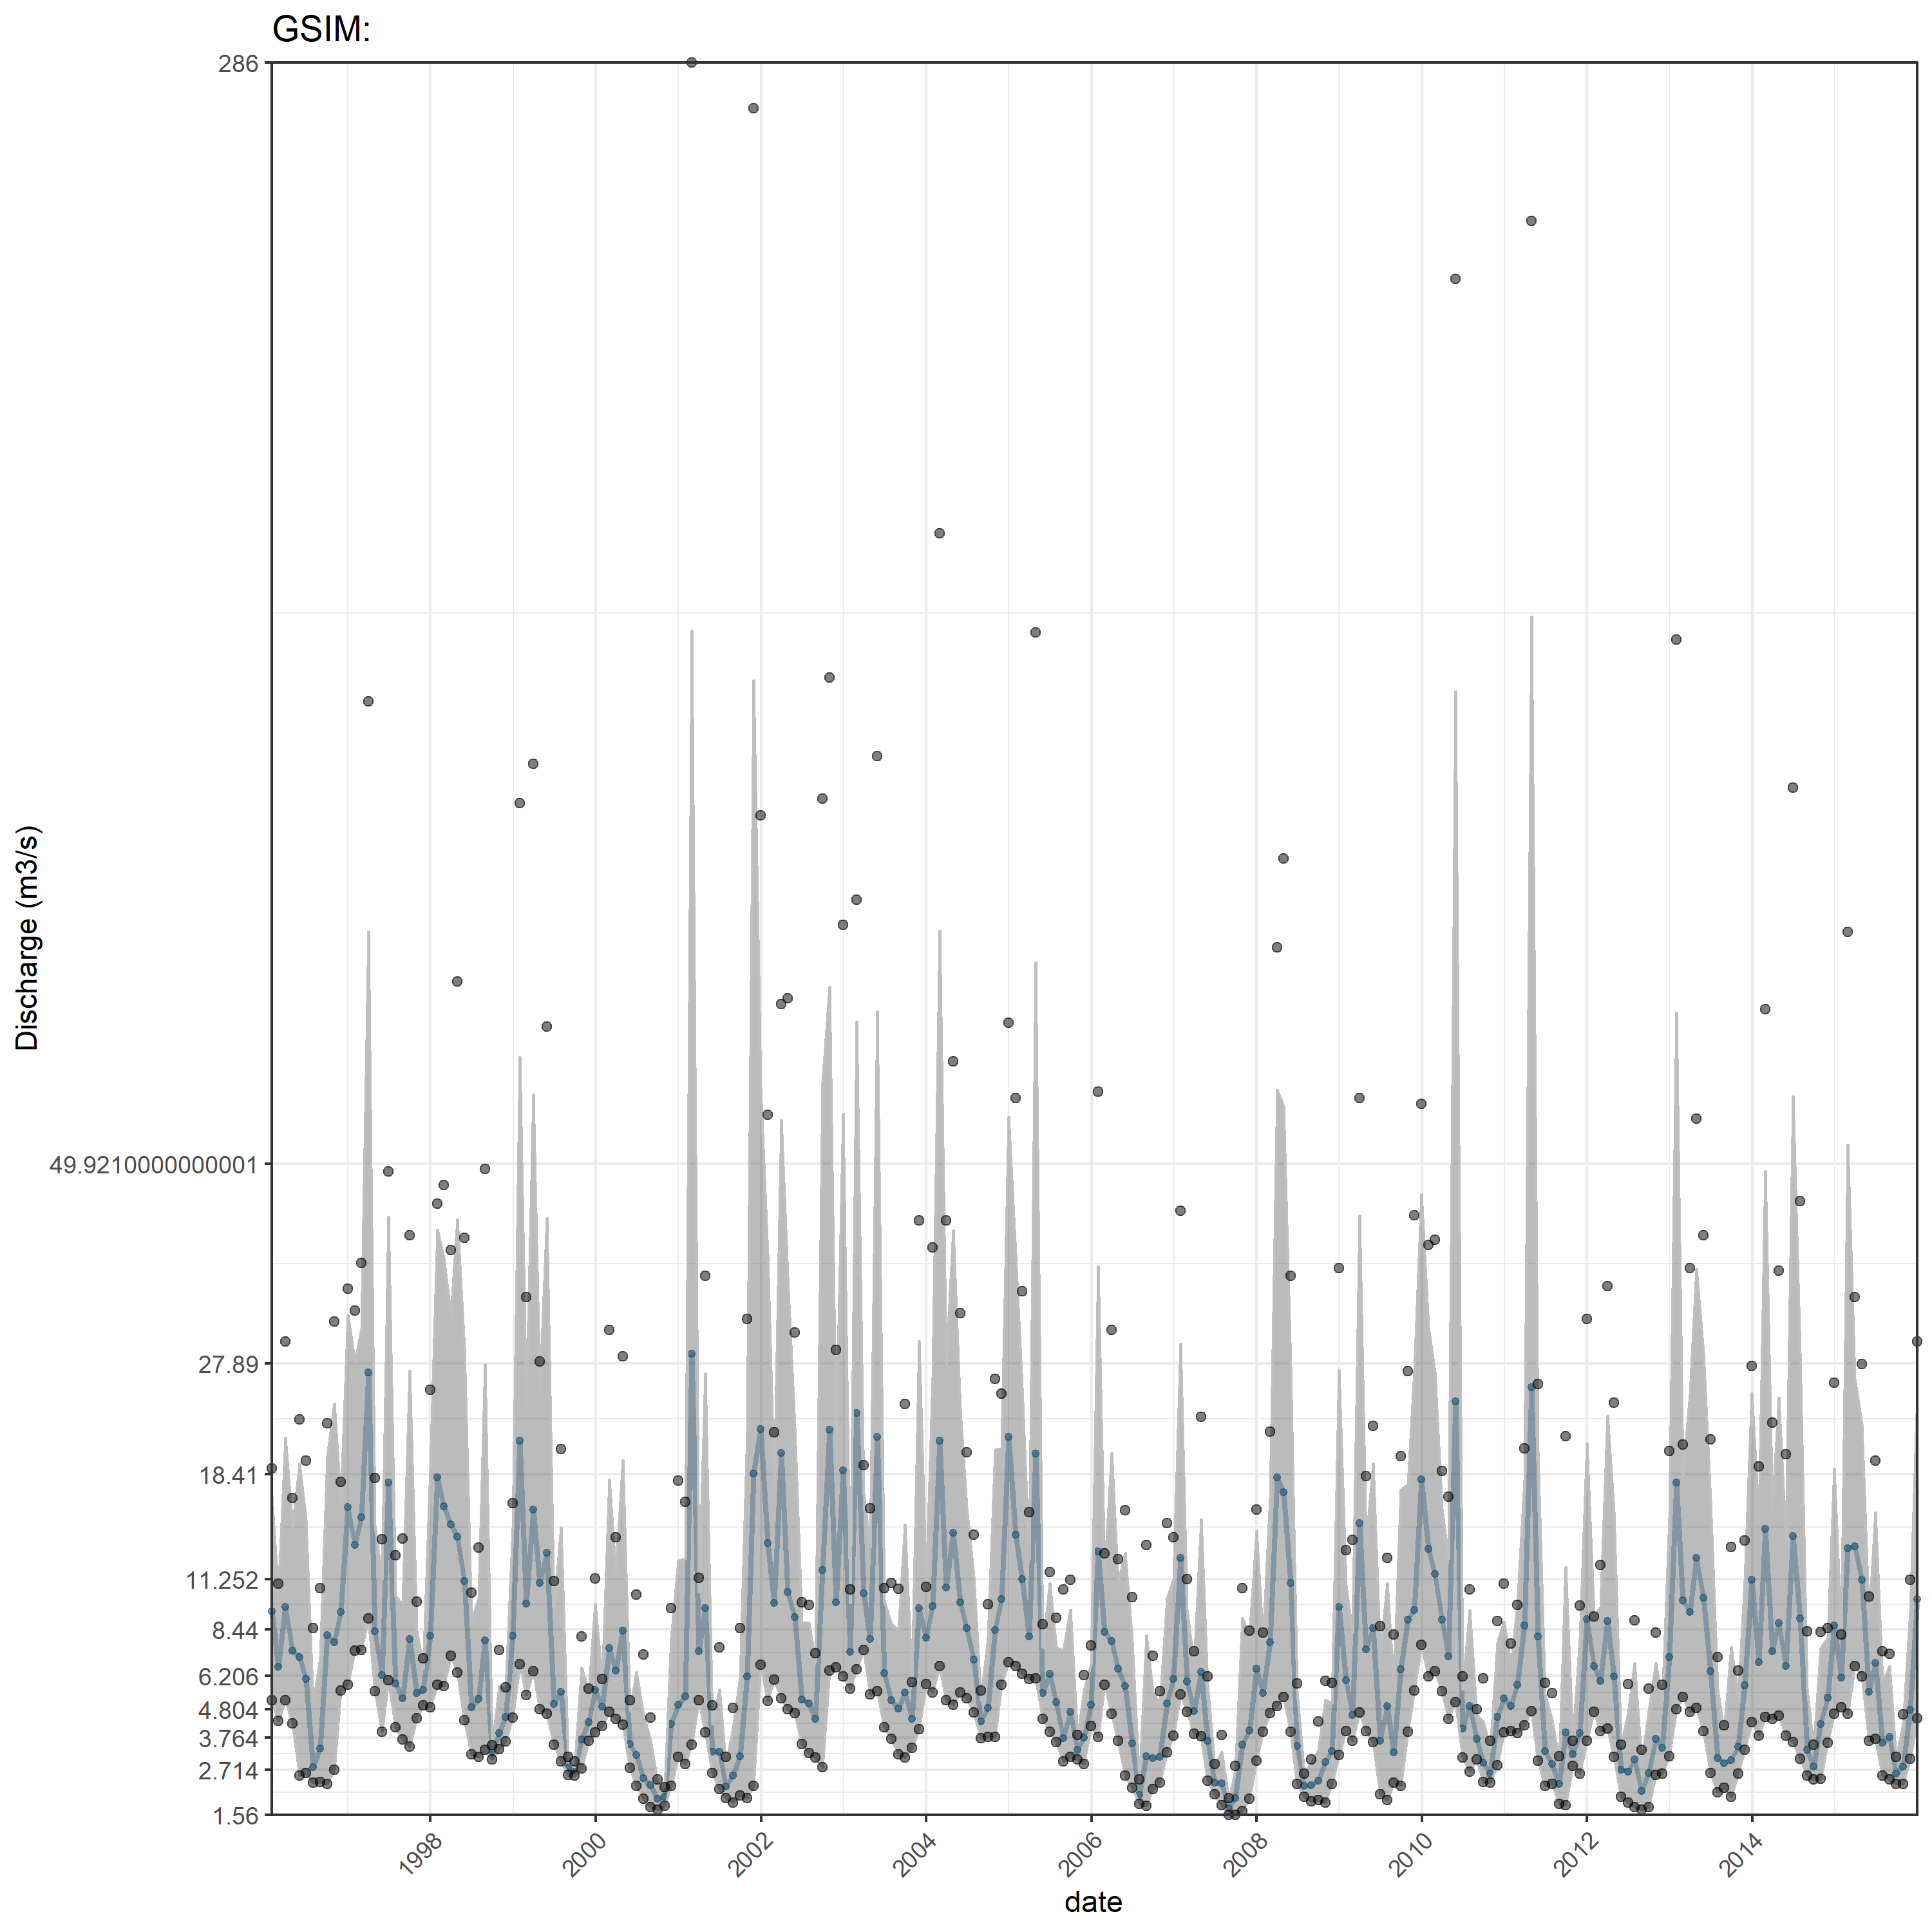 GSIM:
286
49.9210000000001
27.89
18.41
11.252
8.44
6.206
4.804
3.764
2.714
1.56
Discharge (m3/s)
1998 2000 2002 2004 2006 2008 2010 2012 2014
date